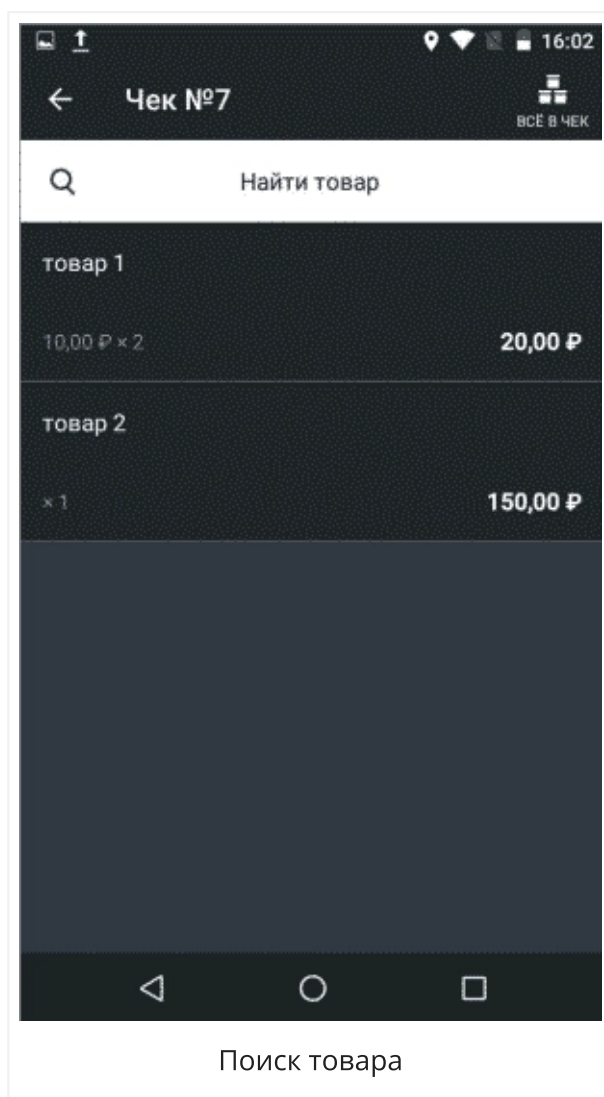 16:02
Чек №7
ВСЁ В ЧЕК
Найти товар
товар 1
10,00 ₽ × 2
20,00 ₽
товар 2
× 1
150,00 ₽
Поиск товара